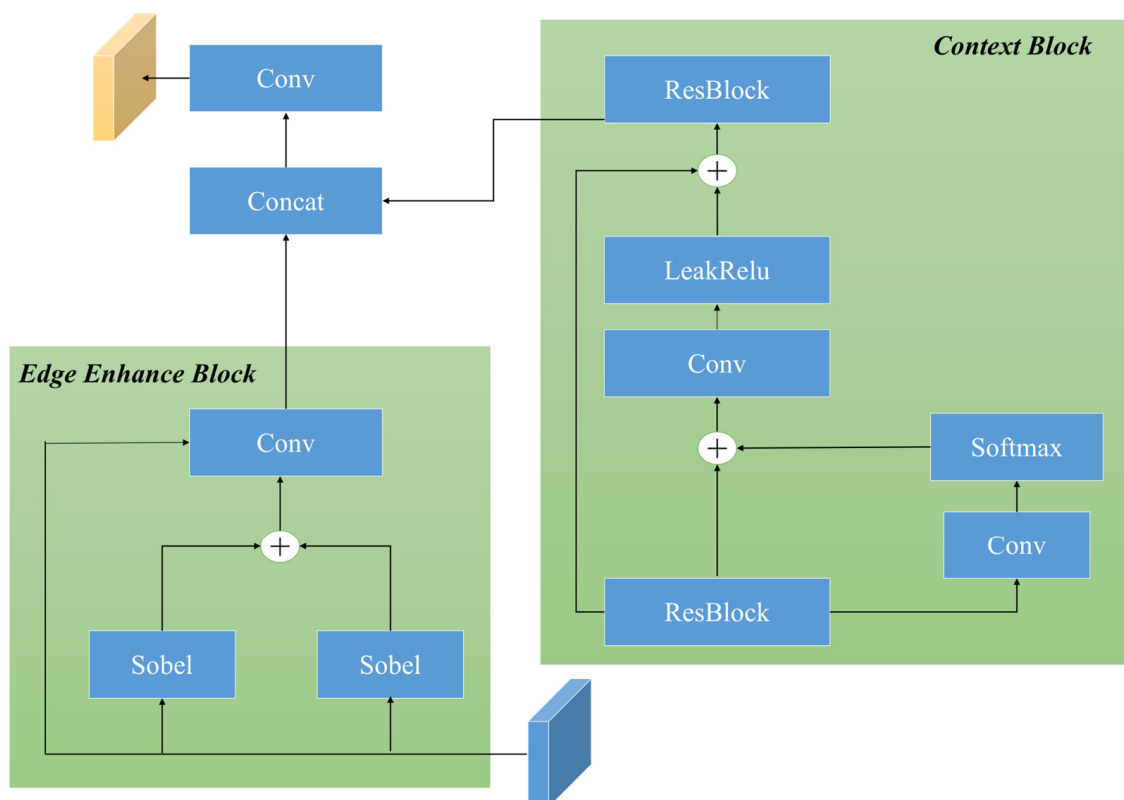 Conv
Context Block
ResBlock
+
Concat
LeakRelu
Conv
Edge Enhance Block
Conv
+
Softmax
+
Conv
ResBlock
Sobel
Sobel